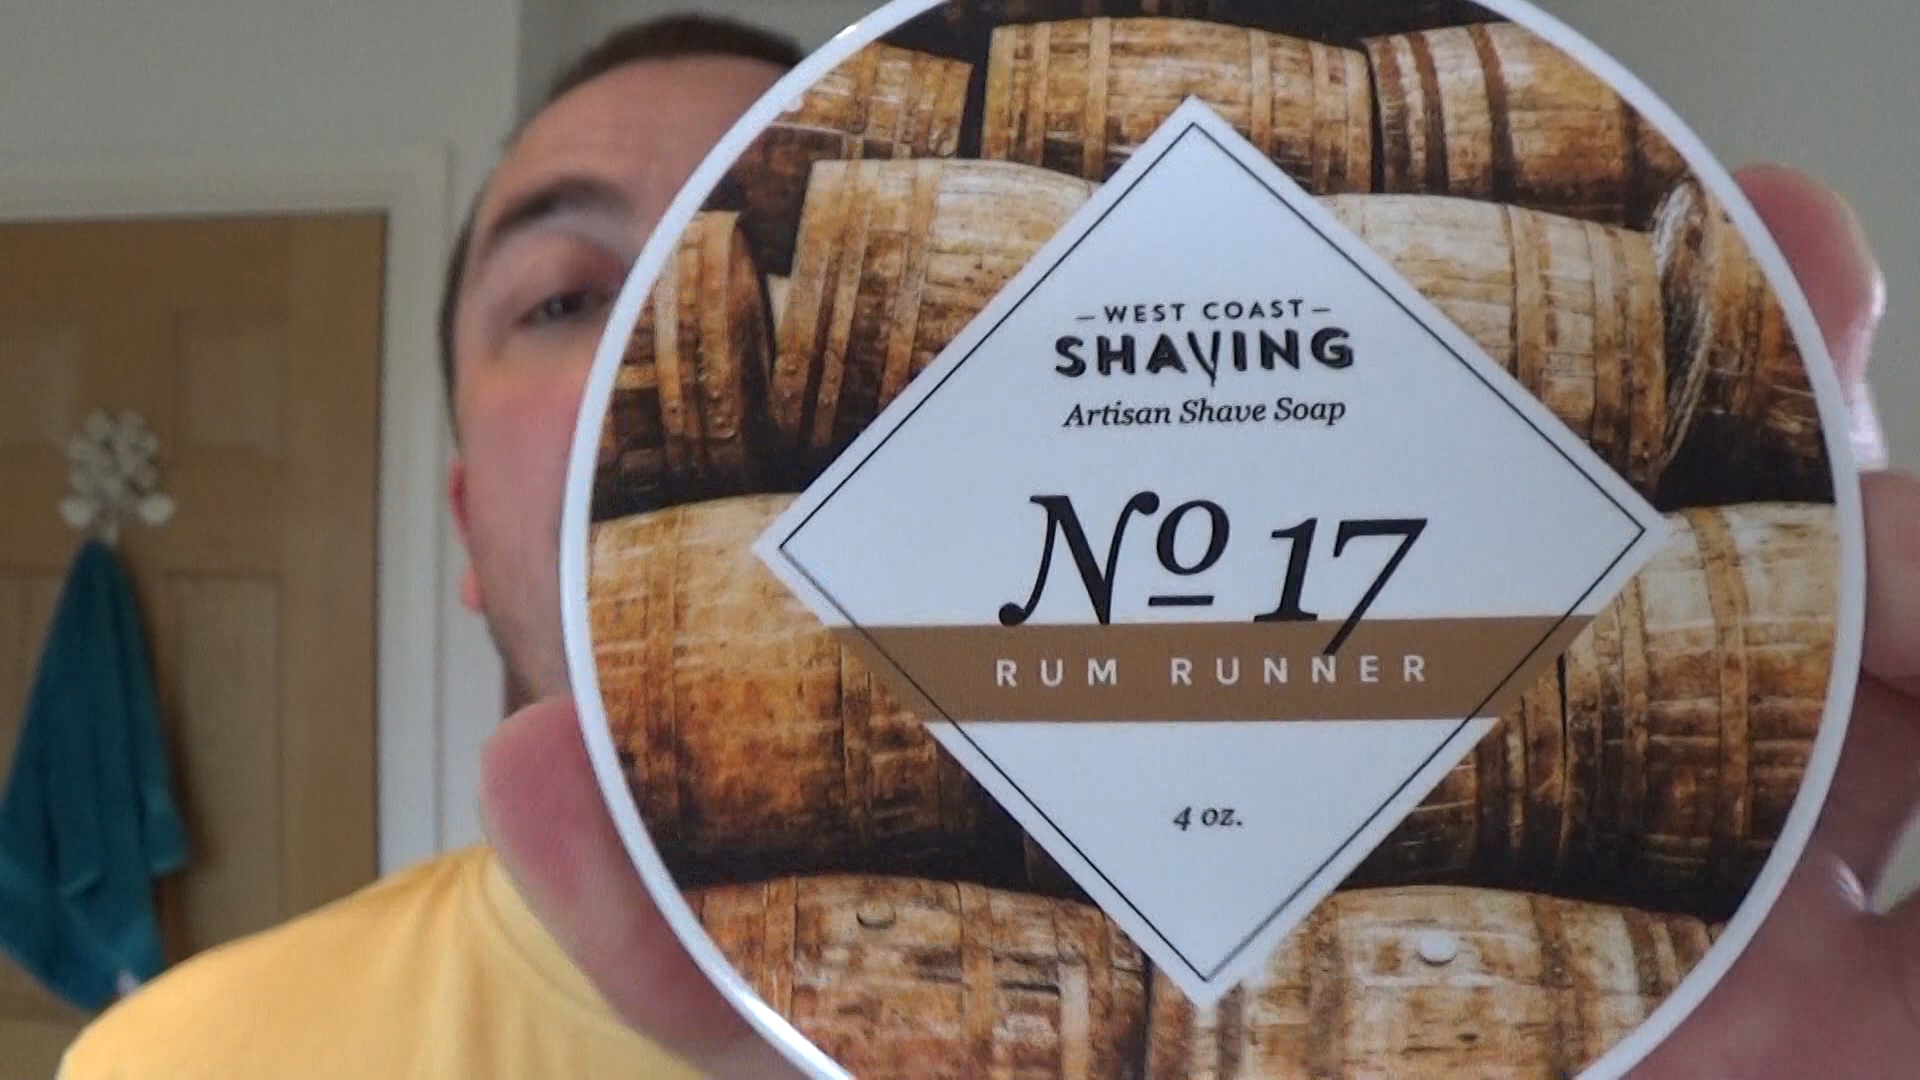 – WEST COAST –
SHAVING
Artisan Shave Soap
Nº 17
RUM RUNNER
4 oz.